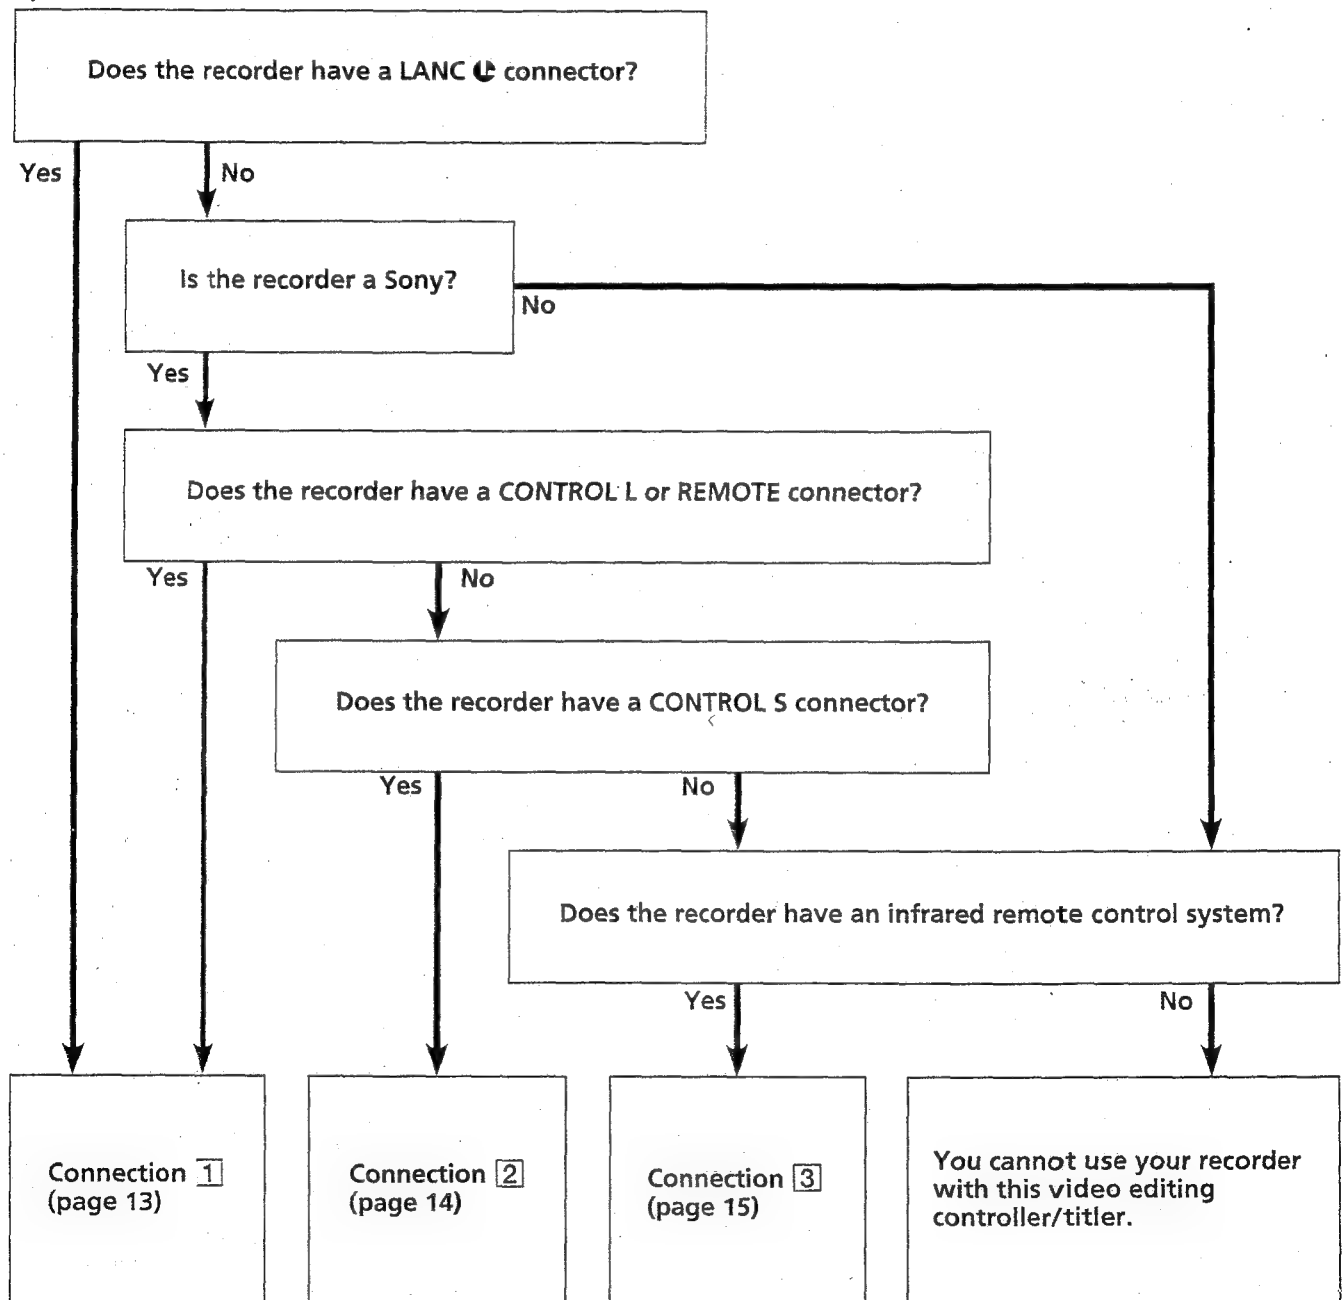 Does the recorder have a LANC connector?
Yes
No
Is the recorder a Sony?
No
Yes
Does the recorder have a CONTROL L or REMOTE connector?
Yes
No
Does the recorder have a CONTROL S connector?
Yes
No
Does the recorder have an infrared remote control system?
Yes
No
Connection 1
(page 13)
Connection 2
(page 14)
Connection 3
(page 15)
You cannot use your recorder
with this video editing
controller/titler.